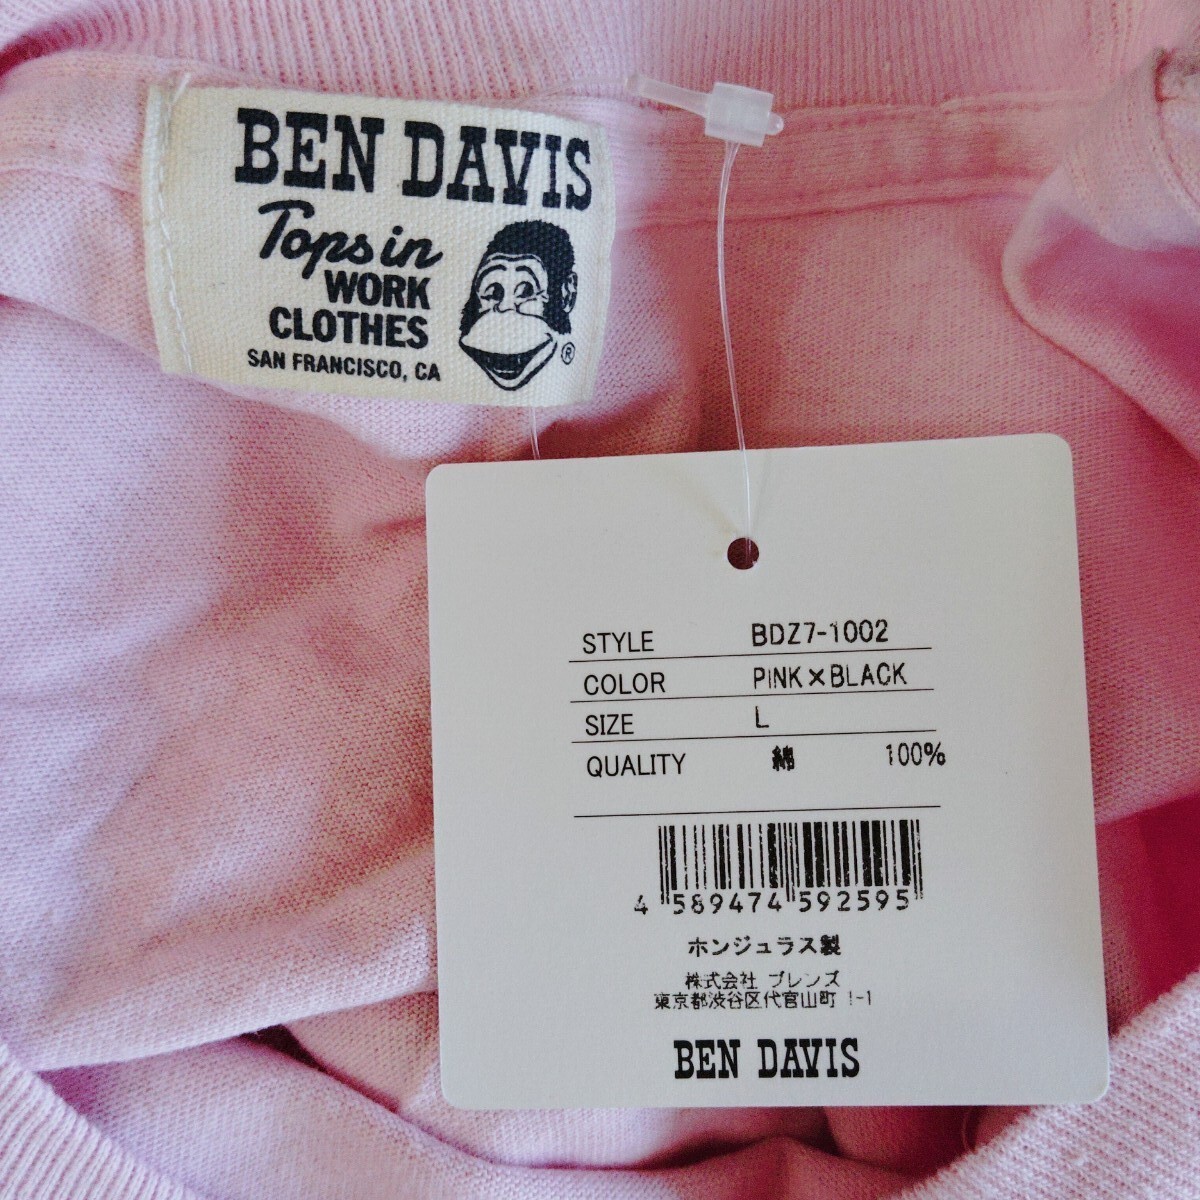 BEN DAVIS
Tops in
WORK
CLOTHES
SAN FRANCISCO, CA
®
STYLE BDZ7-1002
COLOR PINK×BLACK
SIZE L
QUALITY 綿 100%
4 589474 592595
ホンジュラス製
株式会社 ブレンズ
東京都渋谷区代官山町 1-1
BEN DAVIS